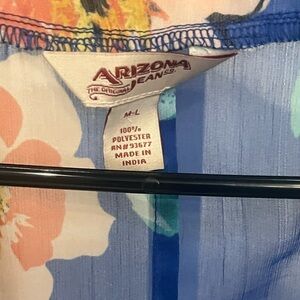 ARIZONA
THE ORIGINAL JEAN CO.
M-L
100%
POLYESTER
RN#93677
MADE IN
INDIA